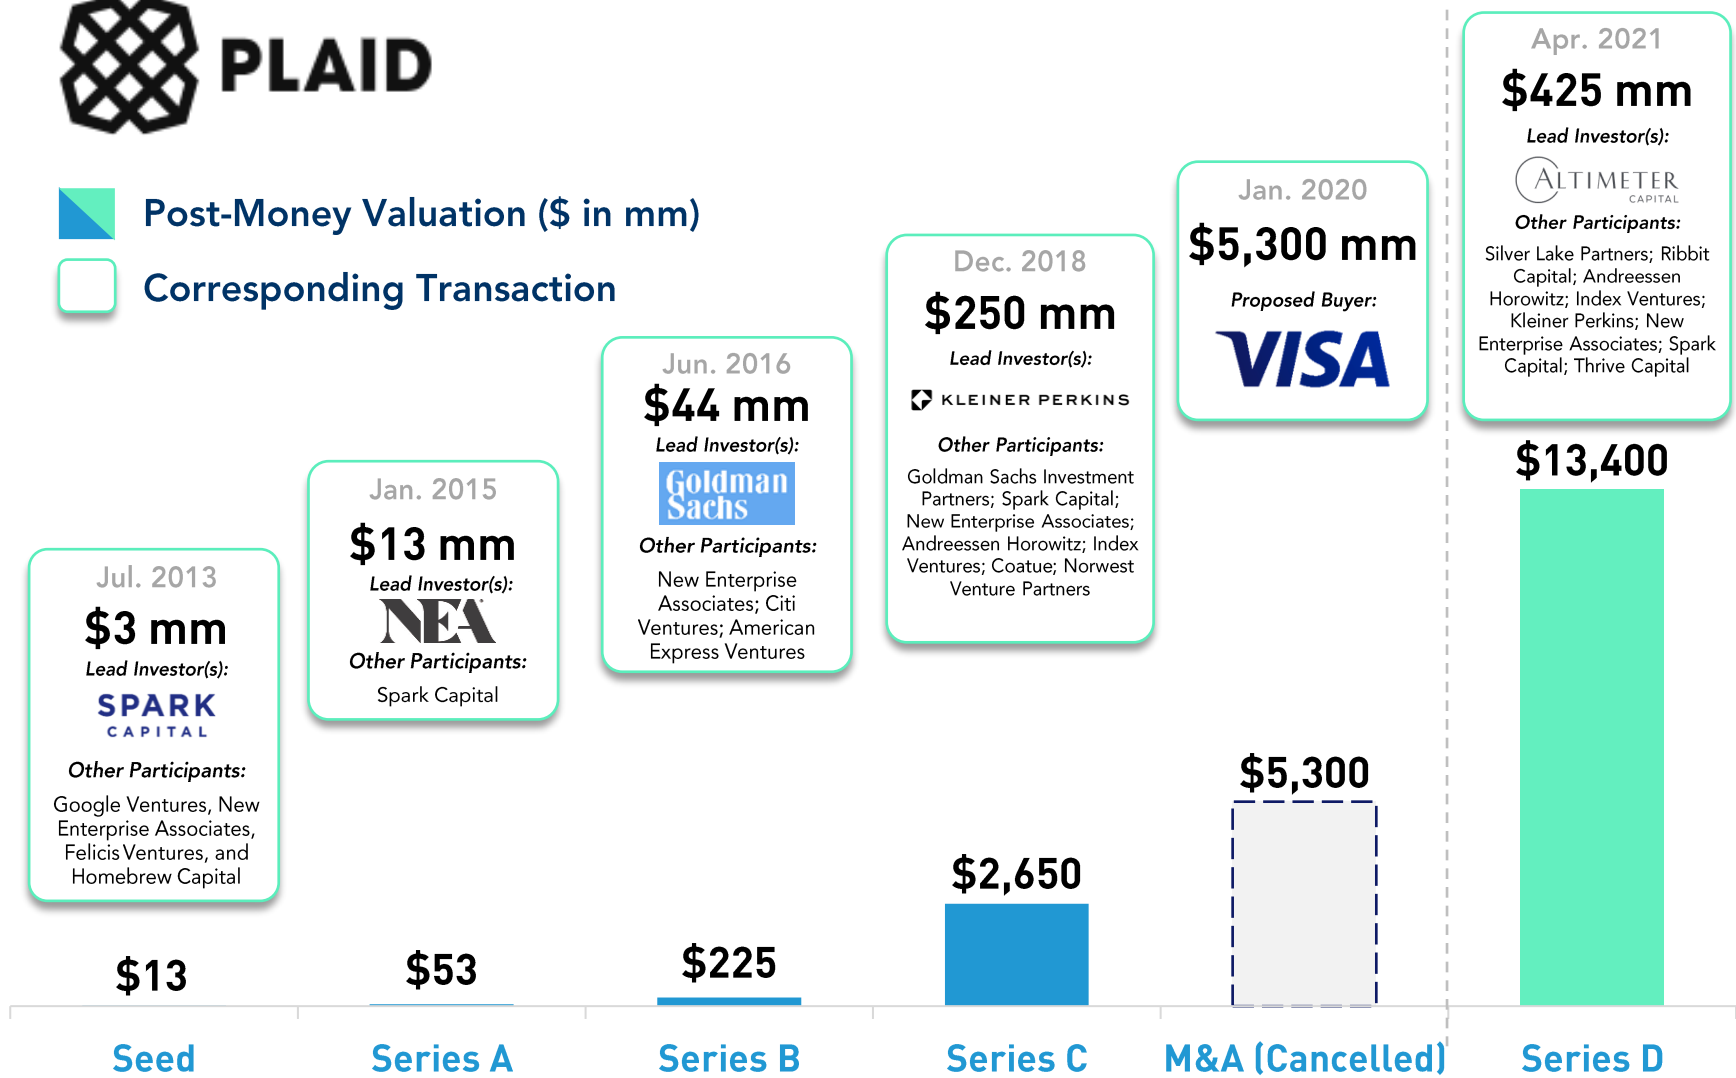 PLAID
Post-Money Valuation ($ in mm)
Corresponding Transaction
Jul. 2013
$3 mm
Lead Investor(s):
SPARK
CAPITAL
Other Participants:
Google Ventures, New
Enterprise Associates,
Felicis Ventures, and
Homebrew Capital
Jan. 2015
$13 mm
Lead Investor(s):
NEA
Other Participants:
Spark Capital
Jun. 2016
$44 mm
Lead Investor(s):
Goldman
Sachs
Other Participants:
New Enterprise
Associates; Citi
Ventures; American
Express Ventures
Dec. 2018
$250 mm
Lead Investor(s):
KLEINER PERKINS
Other Participants:
Goldman Sachs Investment
Partners; Spark Capital;
New Enterprise Associates;
Andreessen Horowitz; Index
Ventures; Coatue; Norwest
Venture Partners
Jan. 2020
$5,300 mm
Proposed Buyer:
VISA
Apr. 2021
$425 mm
Lead Investor(s):
ALTIMETER
CAPITAL
Other Participants:
Silver Lake Partners; Ribbit
Capital; Andreessen
Horowitz; Index Ventures;
Kleiner Perkins; New
Enterprise Associates; Spark
Capital; Thrive Capital
$13
$53
$225
$2,650
$5,300
$13,400
Seed
Series A
Series B
Series C
M&A (Cancelled)
Series D